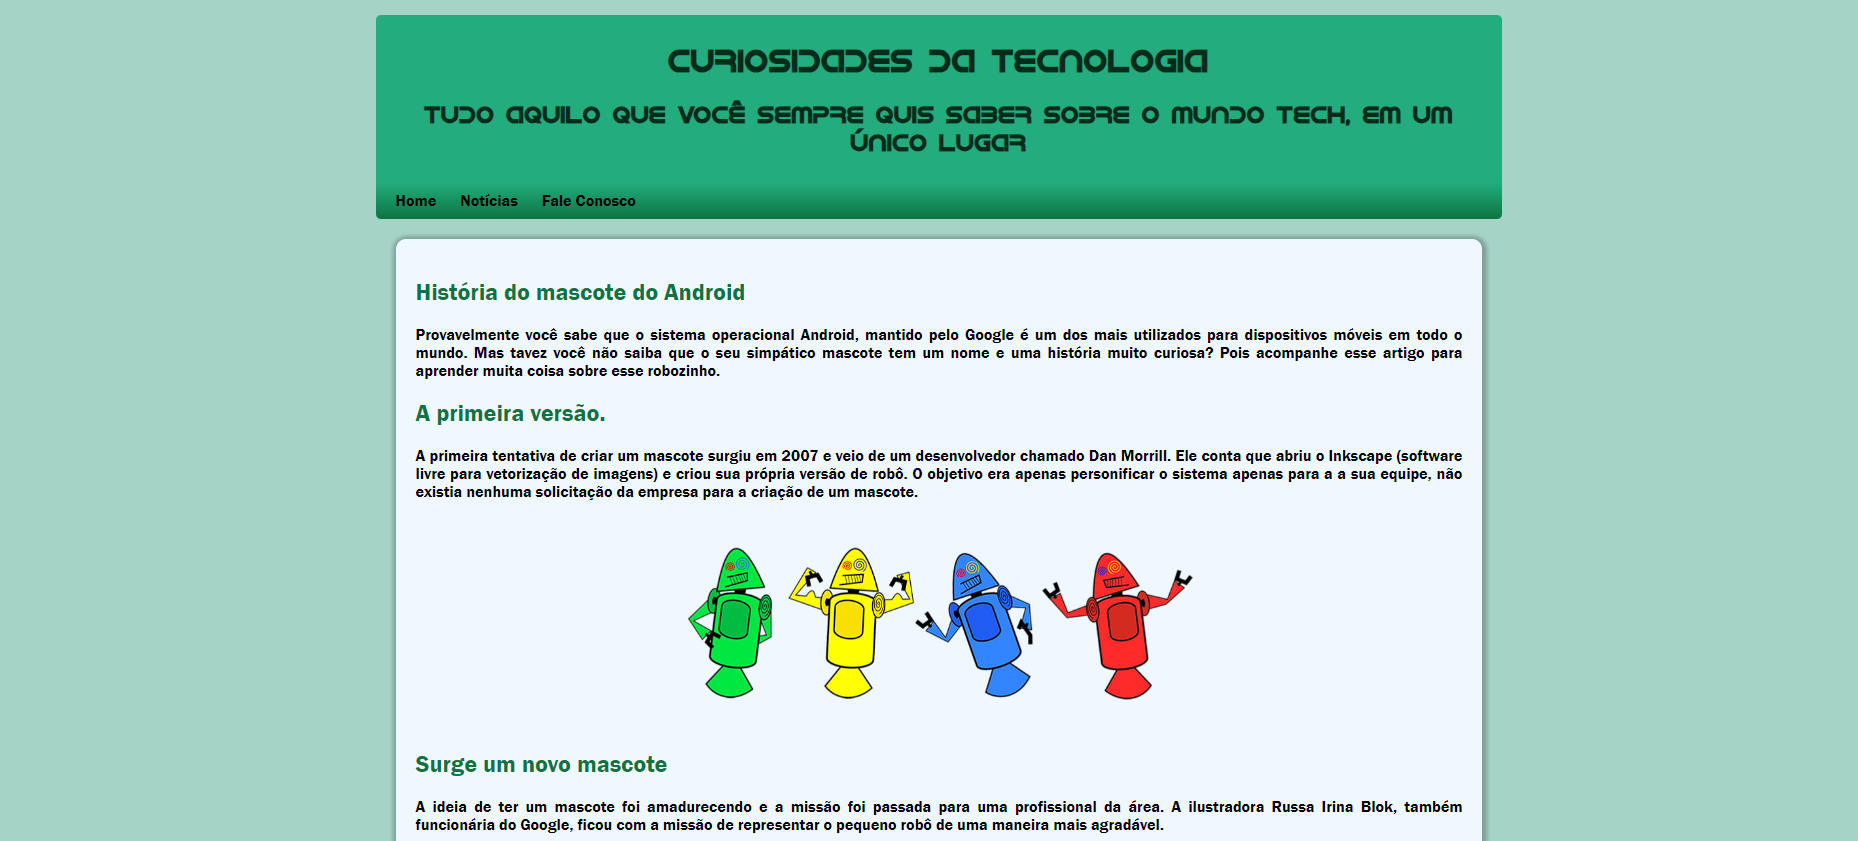 CURIOSIDADES DA TECNOLOGIA
TUDO AQUILO QUE VOCÊ SEMPRE QUIS SABER SOBRE O MUNDO TECH, EM UM
ÚNICO LUGAR
Home Notícias Fale Conosco
História do mascote do Android
Provavelmente você sabe que o sistema operacional Android, mantido pelo Google é um dos mais utilizados para dispositivos móveis em todo o
mundo. Mas tavez você não saiba que o seu simpático mascote tem um nome e uma história muito curiosa? Pois acompanhe esse artigo para
aprender muita coisa sobre esse robozinho.
A primeira versão.
A primeira tentativa de criar um mascote surgiu em 2007 e veio de um desenvolvedor chamado Dan Morrill. Ele conta que abriu o Inkscape (software
livre para vetorização de imagens) e criou sua própria versão de robô. O objetivo era apenas personificar o sistema apenas para a a sua equipe, não
existia nenhuma solicitação da empresa para a criação de um mascote.
Surge um novo mascote
A ideia de ter um mascote foi amadurecendo e a missão foi passada para uma profissional da área. A ilustradora Russa Irina Blok, também
funcionária do Google, ficou com a missão de representar o pequeno robô de uma maneira mais agradável.